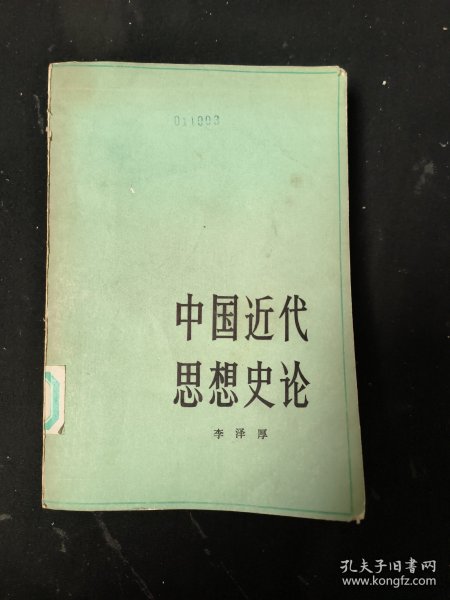 011003
中国近代
思想史论
李泽厚
孔夫子旧书网
www.kongfz.com